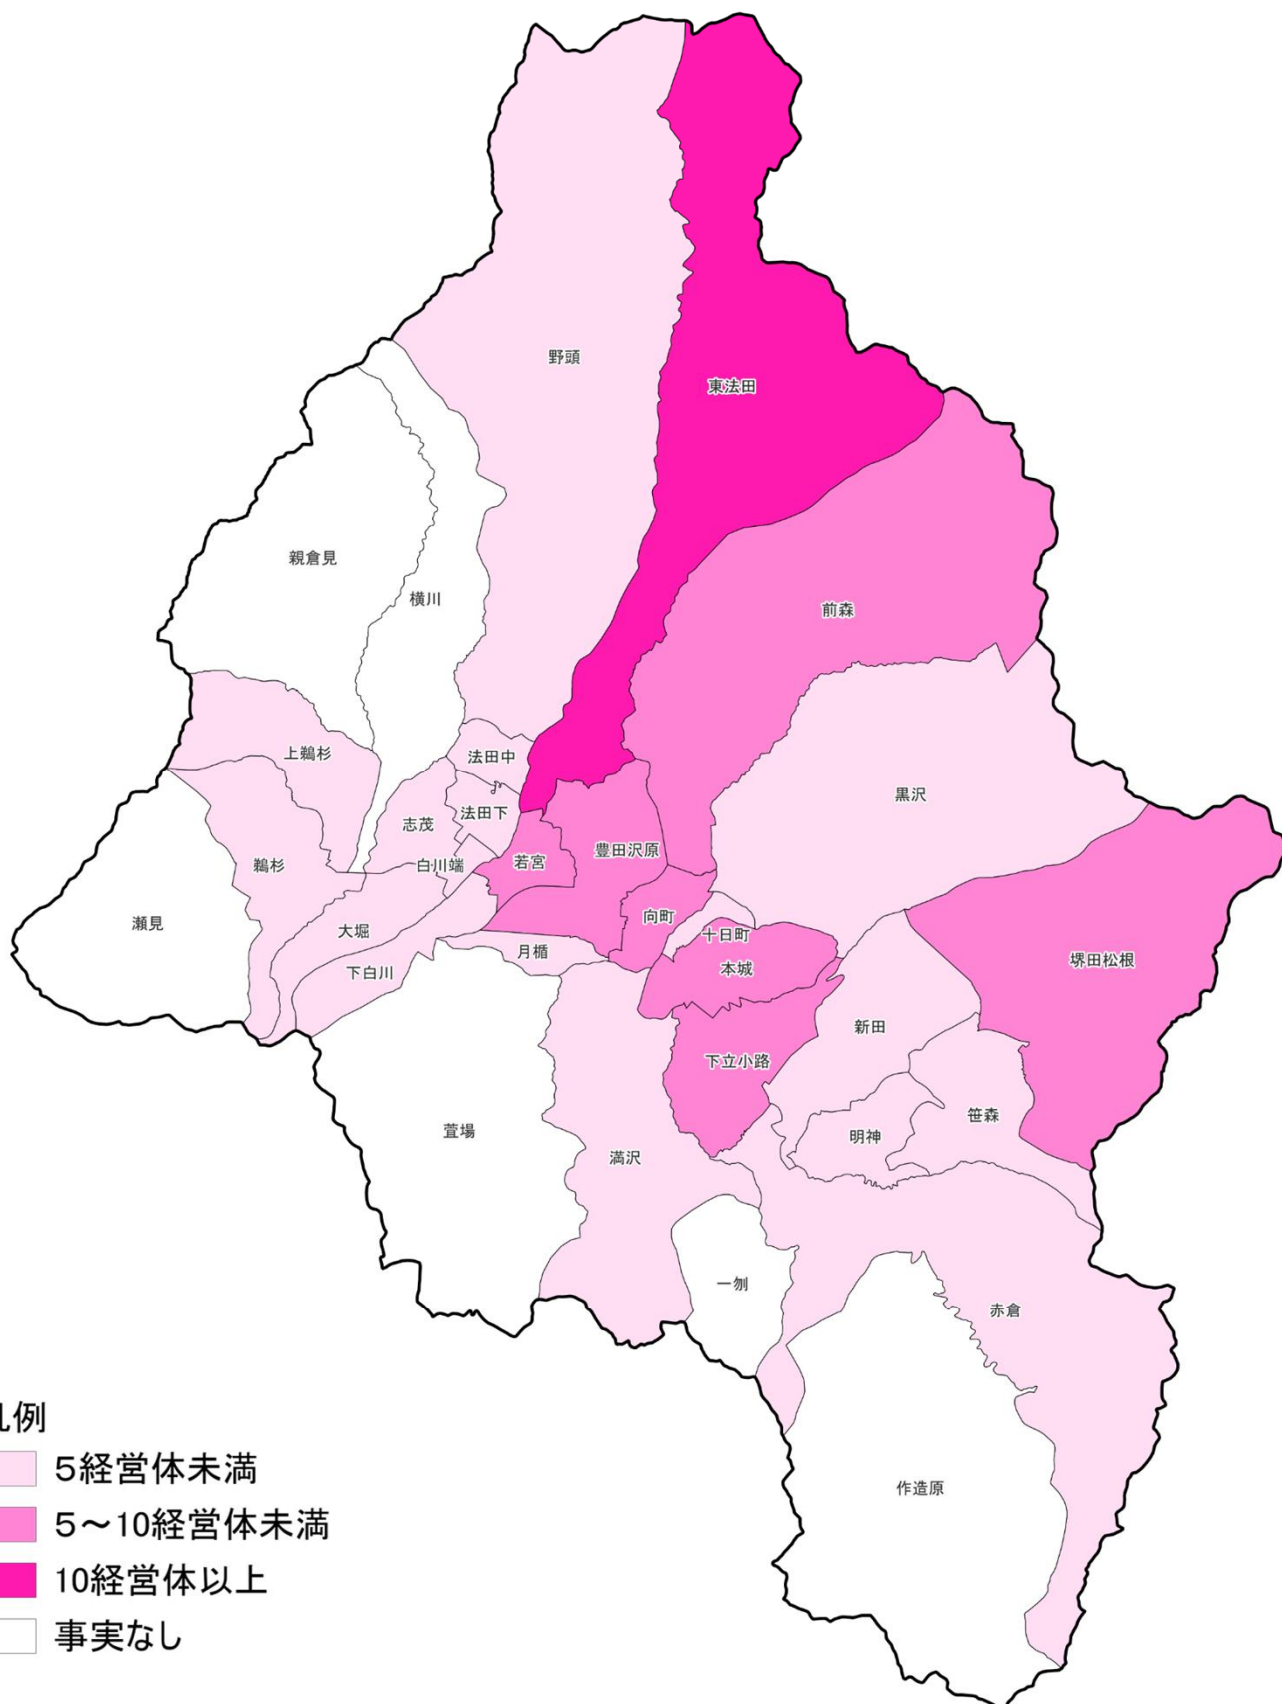 野頭
東法田
親倉見
横川
前森
上鵜杉
法田中
黒沢
法田下
志茂
豊田沢原
若宮
白川端
鵜杉
瀬見
向町
大堀
十日町
月楯
堺田松根
本城
下白川
新田
下立小路
笹森
萱場
明神
満沢
一刎
赤倉
作造原
凡例
5経営体未満
5～10経営体未満
10経営体以上
事実なし